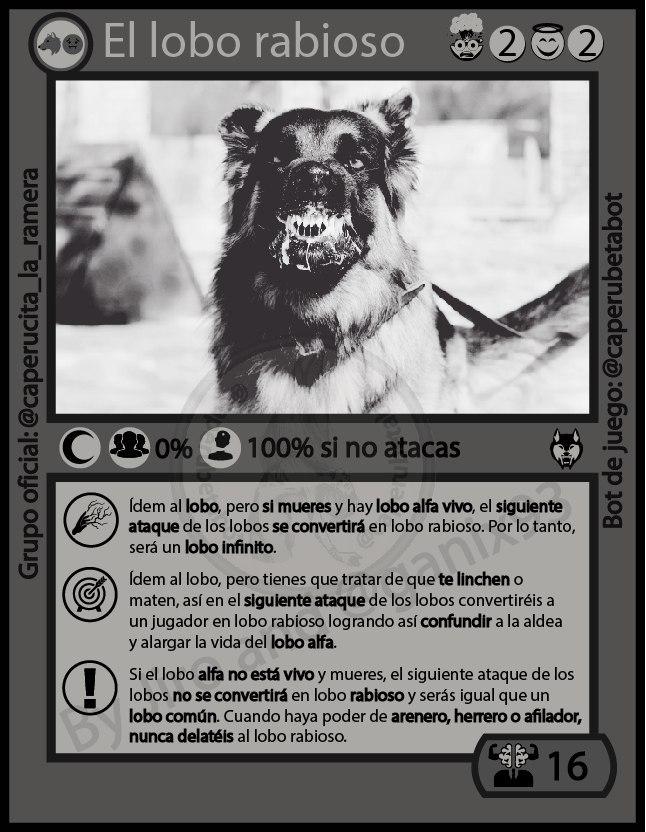 El lobo rabioso
2
2
Grupo oficial: @caperucita_la_ramera
Bot de juego: @caperubetabot
0%
100% si no atacas
Ídem al lobo, pero si mueres y hay lobo alfa vivo, el siguiente
ataque de los lobos se convertirá en lobo rabioso. Por lo tanto,
será un lobo infinito.
Ídem al lobo, pero tienes que tratar de que te linchen o
maten, así en el siguiente ataque de los lobos convertiréis a
un jugador en lobo rabioso logrando así confundir a la aldea
y alargar la vida del lobo alfa.
Si el lobo alfa no está vivo y mueres, el siguiente ataque de los
lobos no se convertirá en lobo rabioso y serás igual que un
lobo común. Cuando haya poder de arenero, herrero o afilador,
nunca delatéis al lobo rabioso.
16